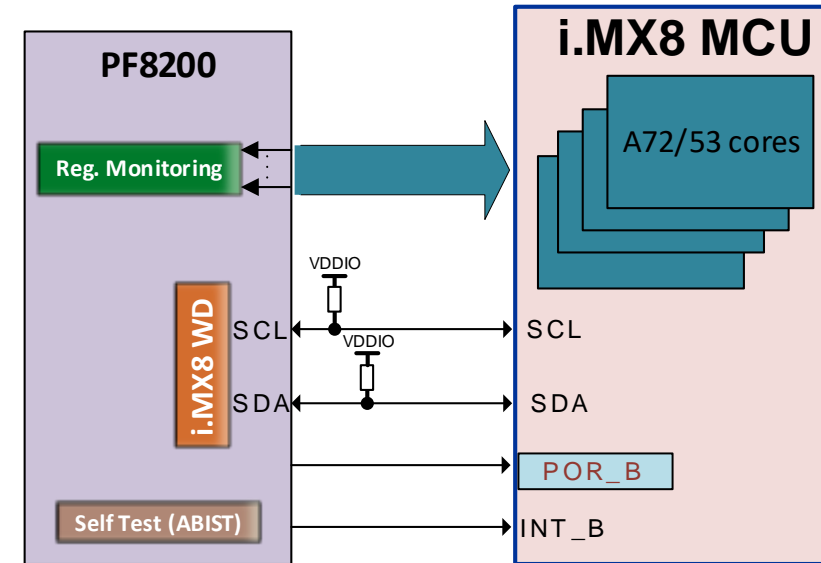 PF8200
i.MX8 MCU
Reg. Monitoring
A72/53 cores
VDDIO
i.MX8 WD
SCL
SCL
VDDIO
SDA
SDA
POR_B
Self Test (ABIST)
INT_B